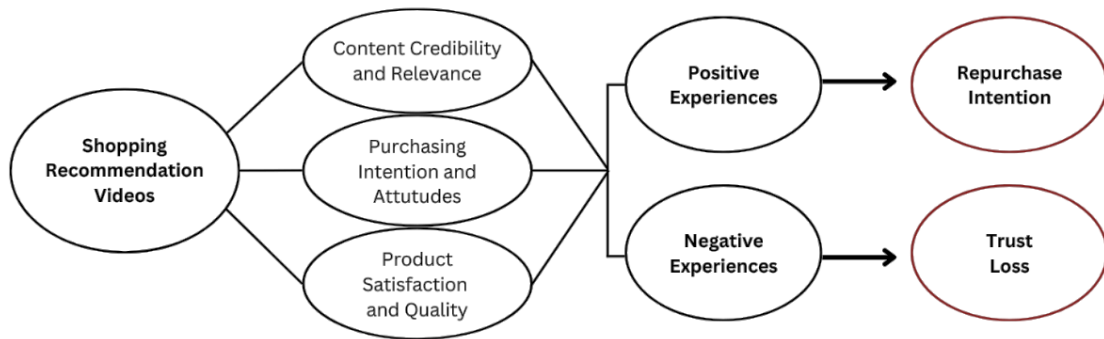 Shopping
Recommendation
Videos
Content Credibility
and Relevance
Purchasing
Intention and
Attutudes
Product
Satisfaction
and Quality
Positive
Experiences
Negative
Experiences
Repurchase
Intention
Trust
Loss